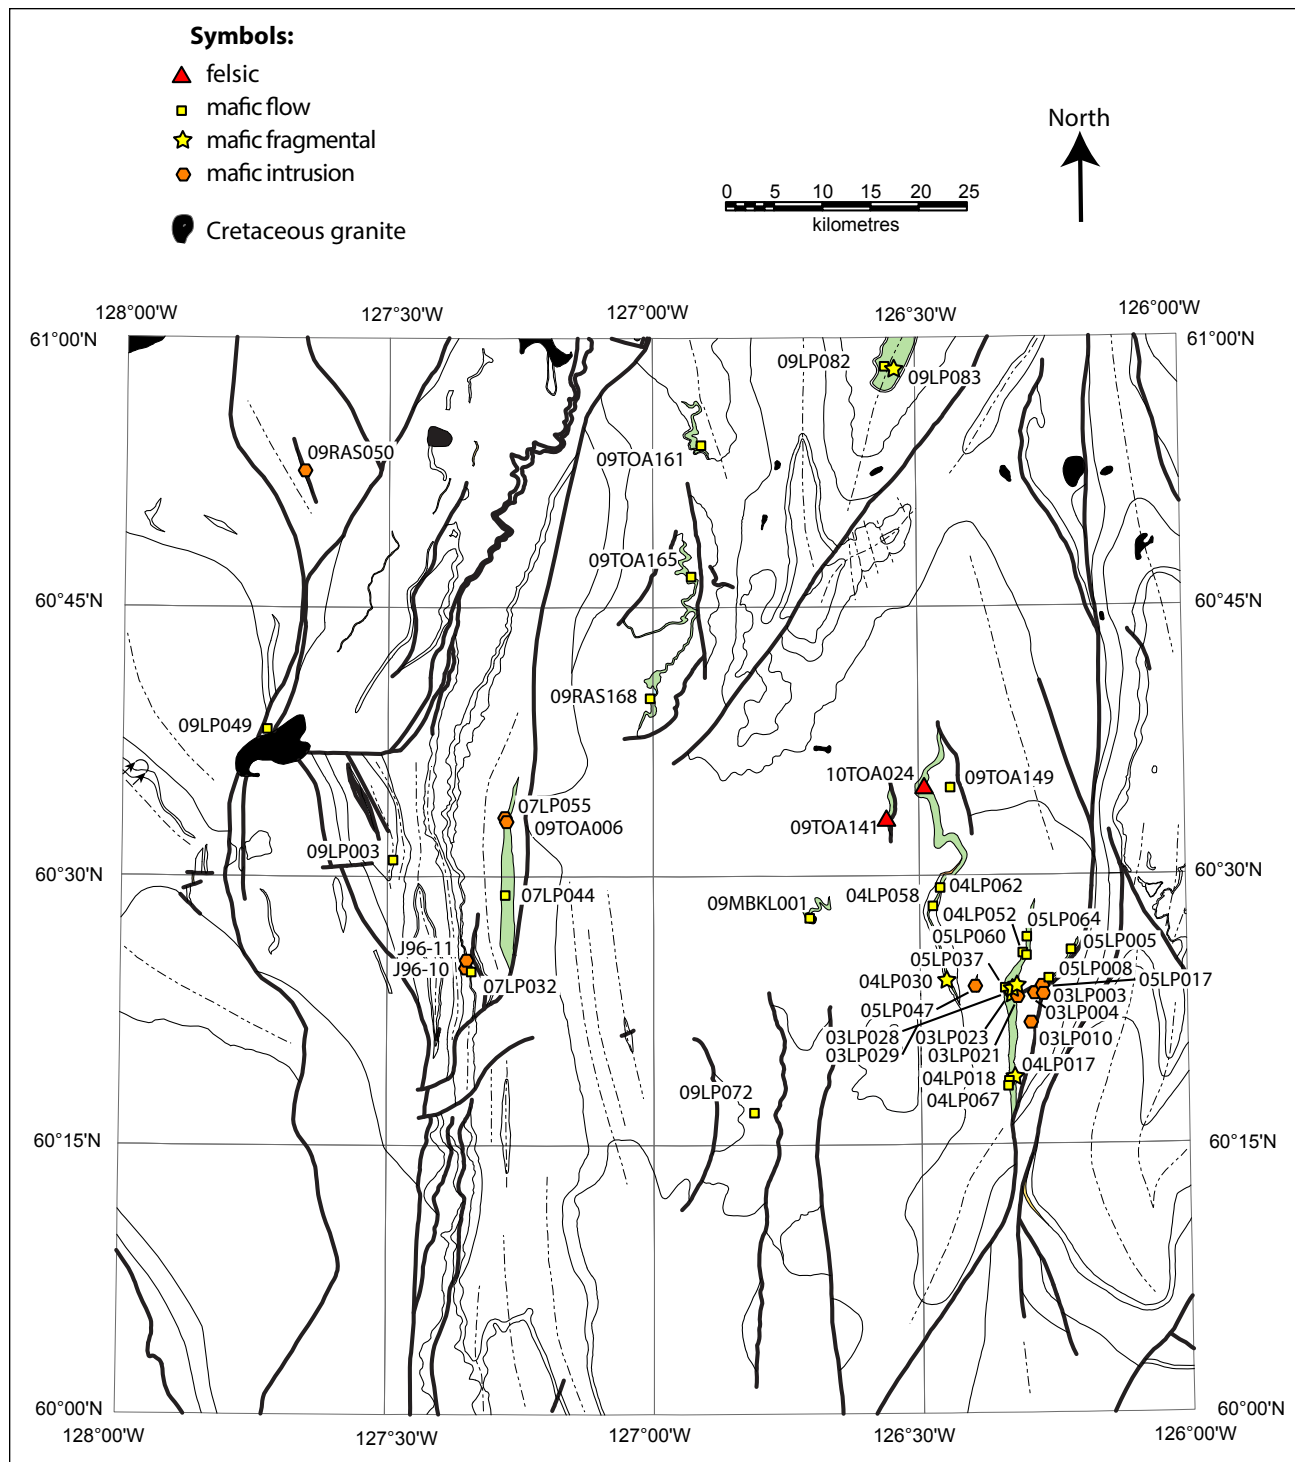 Symbols:
felsic
mafic flow
mafic fragmental
mafic intrusion
Cretaceous granite
North
0 5 10 15 20 25
kilometres
128°00'W 127°30'W 127°00'W 126°30'W 126°00'W
61°00'N 61°00'N
09LP082
09LP083
09RAS050
09TOA161
09TOA165
60°45'N 60°45'N
09RAS168
09LP049
10TOA024 09TOA149
07LP055
09TOA006
09TOA141
09LP003
60°30'N 60°30'N
07LP044
09MBKL001
04LP058 04LP062
04LP052 05LP064
05LP060 05LP005
J96-11
J96-10
07LP032
05LP037
04LP030
05LP008
05LP017
05LP047
03LP003
03LP004
03LP028 03LP023 03LP010
03LP029 03LP021
04LP017
04LP018
04LP067
09LP072
60°15'N 60°15'N
60°00'N 60°00'N
128°00'W 127°30'W 127°00'W 126°30'W 126°00'W